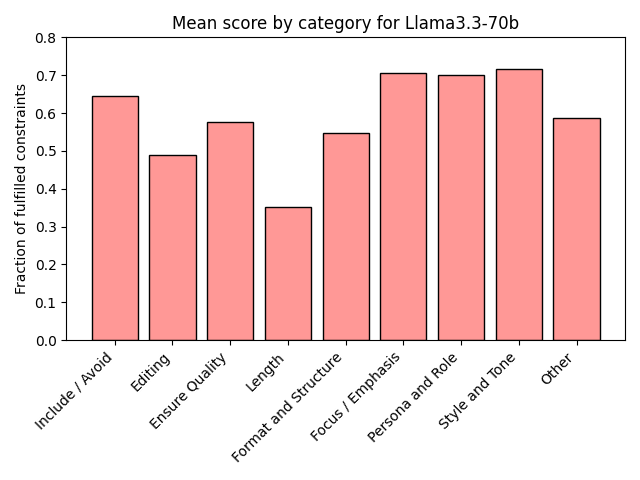 Mean score by category for Llama3.3-70b
Fraction of fulfilled constraints
0.8
0.7
0.6
0.5
0.4
0.3
0.2
0.1
0.0
Include / Avoid
Editing
Ensure Quality
Length
Format and Structure
Focus / Emphasis
Persona and Role
Style and Tone
Other